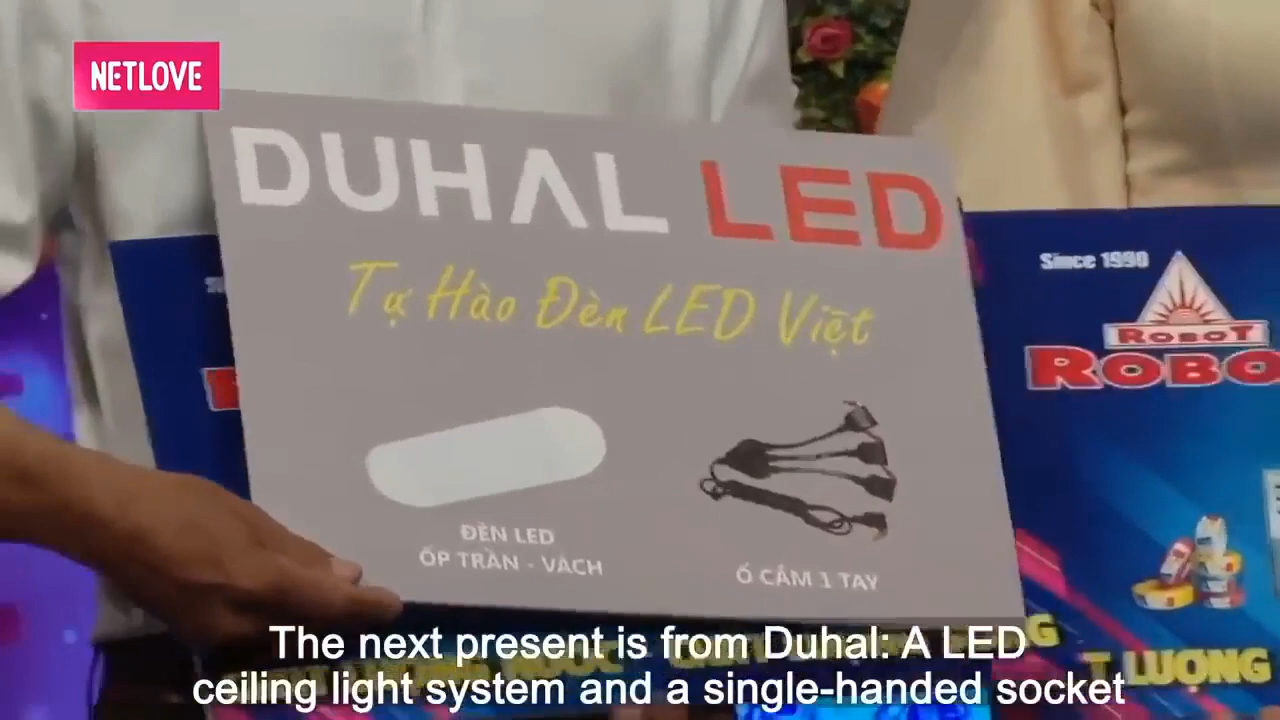 NETLOVE
DUHAL LED
Tự Hào Đèn LED Việt
Since 1990
ROBOT
ROBO
ĐÈN LED
ỐP TRẦN - VÁCH
Ổ CẮM 1 TAY
LƯỢNG
The next present is from Duhal: A LED
ceiling light system and a single-handed socket